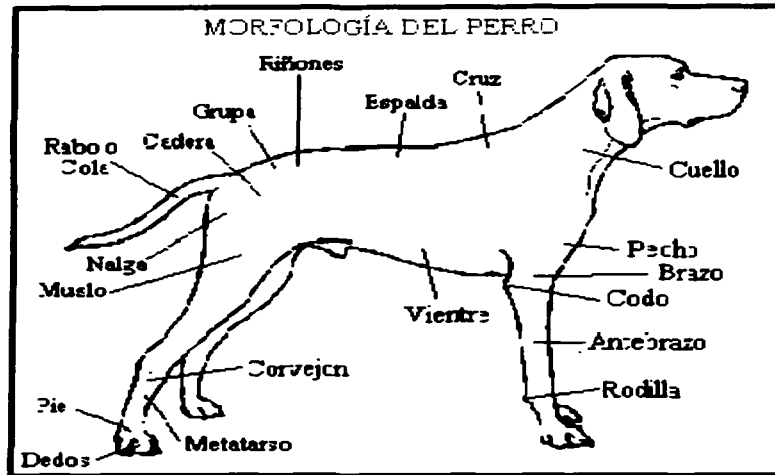 MORFOLOGÍA DEL PERRO
Riñones
Cruz
Grupa
Espalda
Cadera
Rabo o
Cola
Cuello
Nalga
Pecho
Muslo
Brazo
Codo
Vientre
Antebrazo
Corvejon
Rodilla
Pie
Metatarso
Dedos